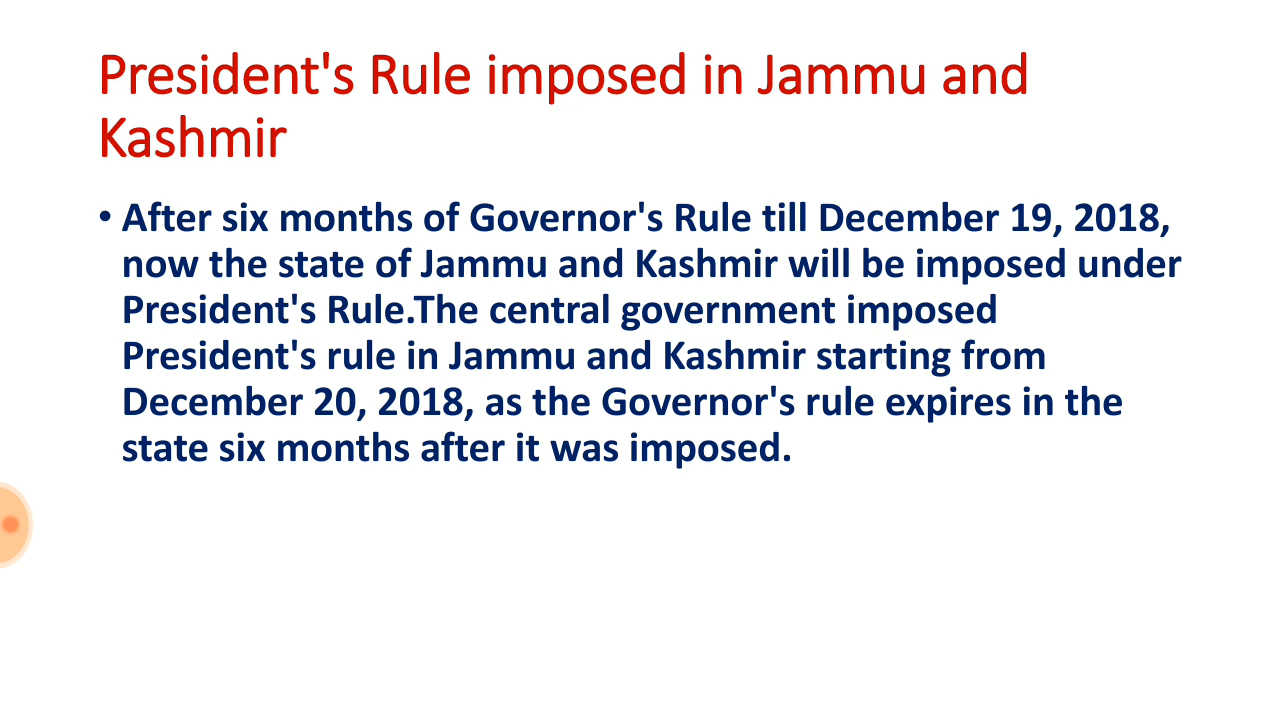 President's Rule imposed in Jammu and
Kashmir
• After six months of Governor's Rule till December 19, 2018,
now the state of Jammu and Kashmir will be imposed under
President's Rule.The central government imposed
President's rule in Jammu and Kashmir starting from
December 20, 2018, as the Governor's rule expires in the
state six months after it was imposed.